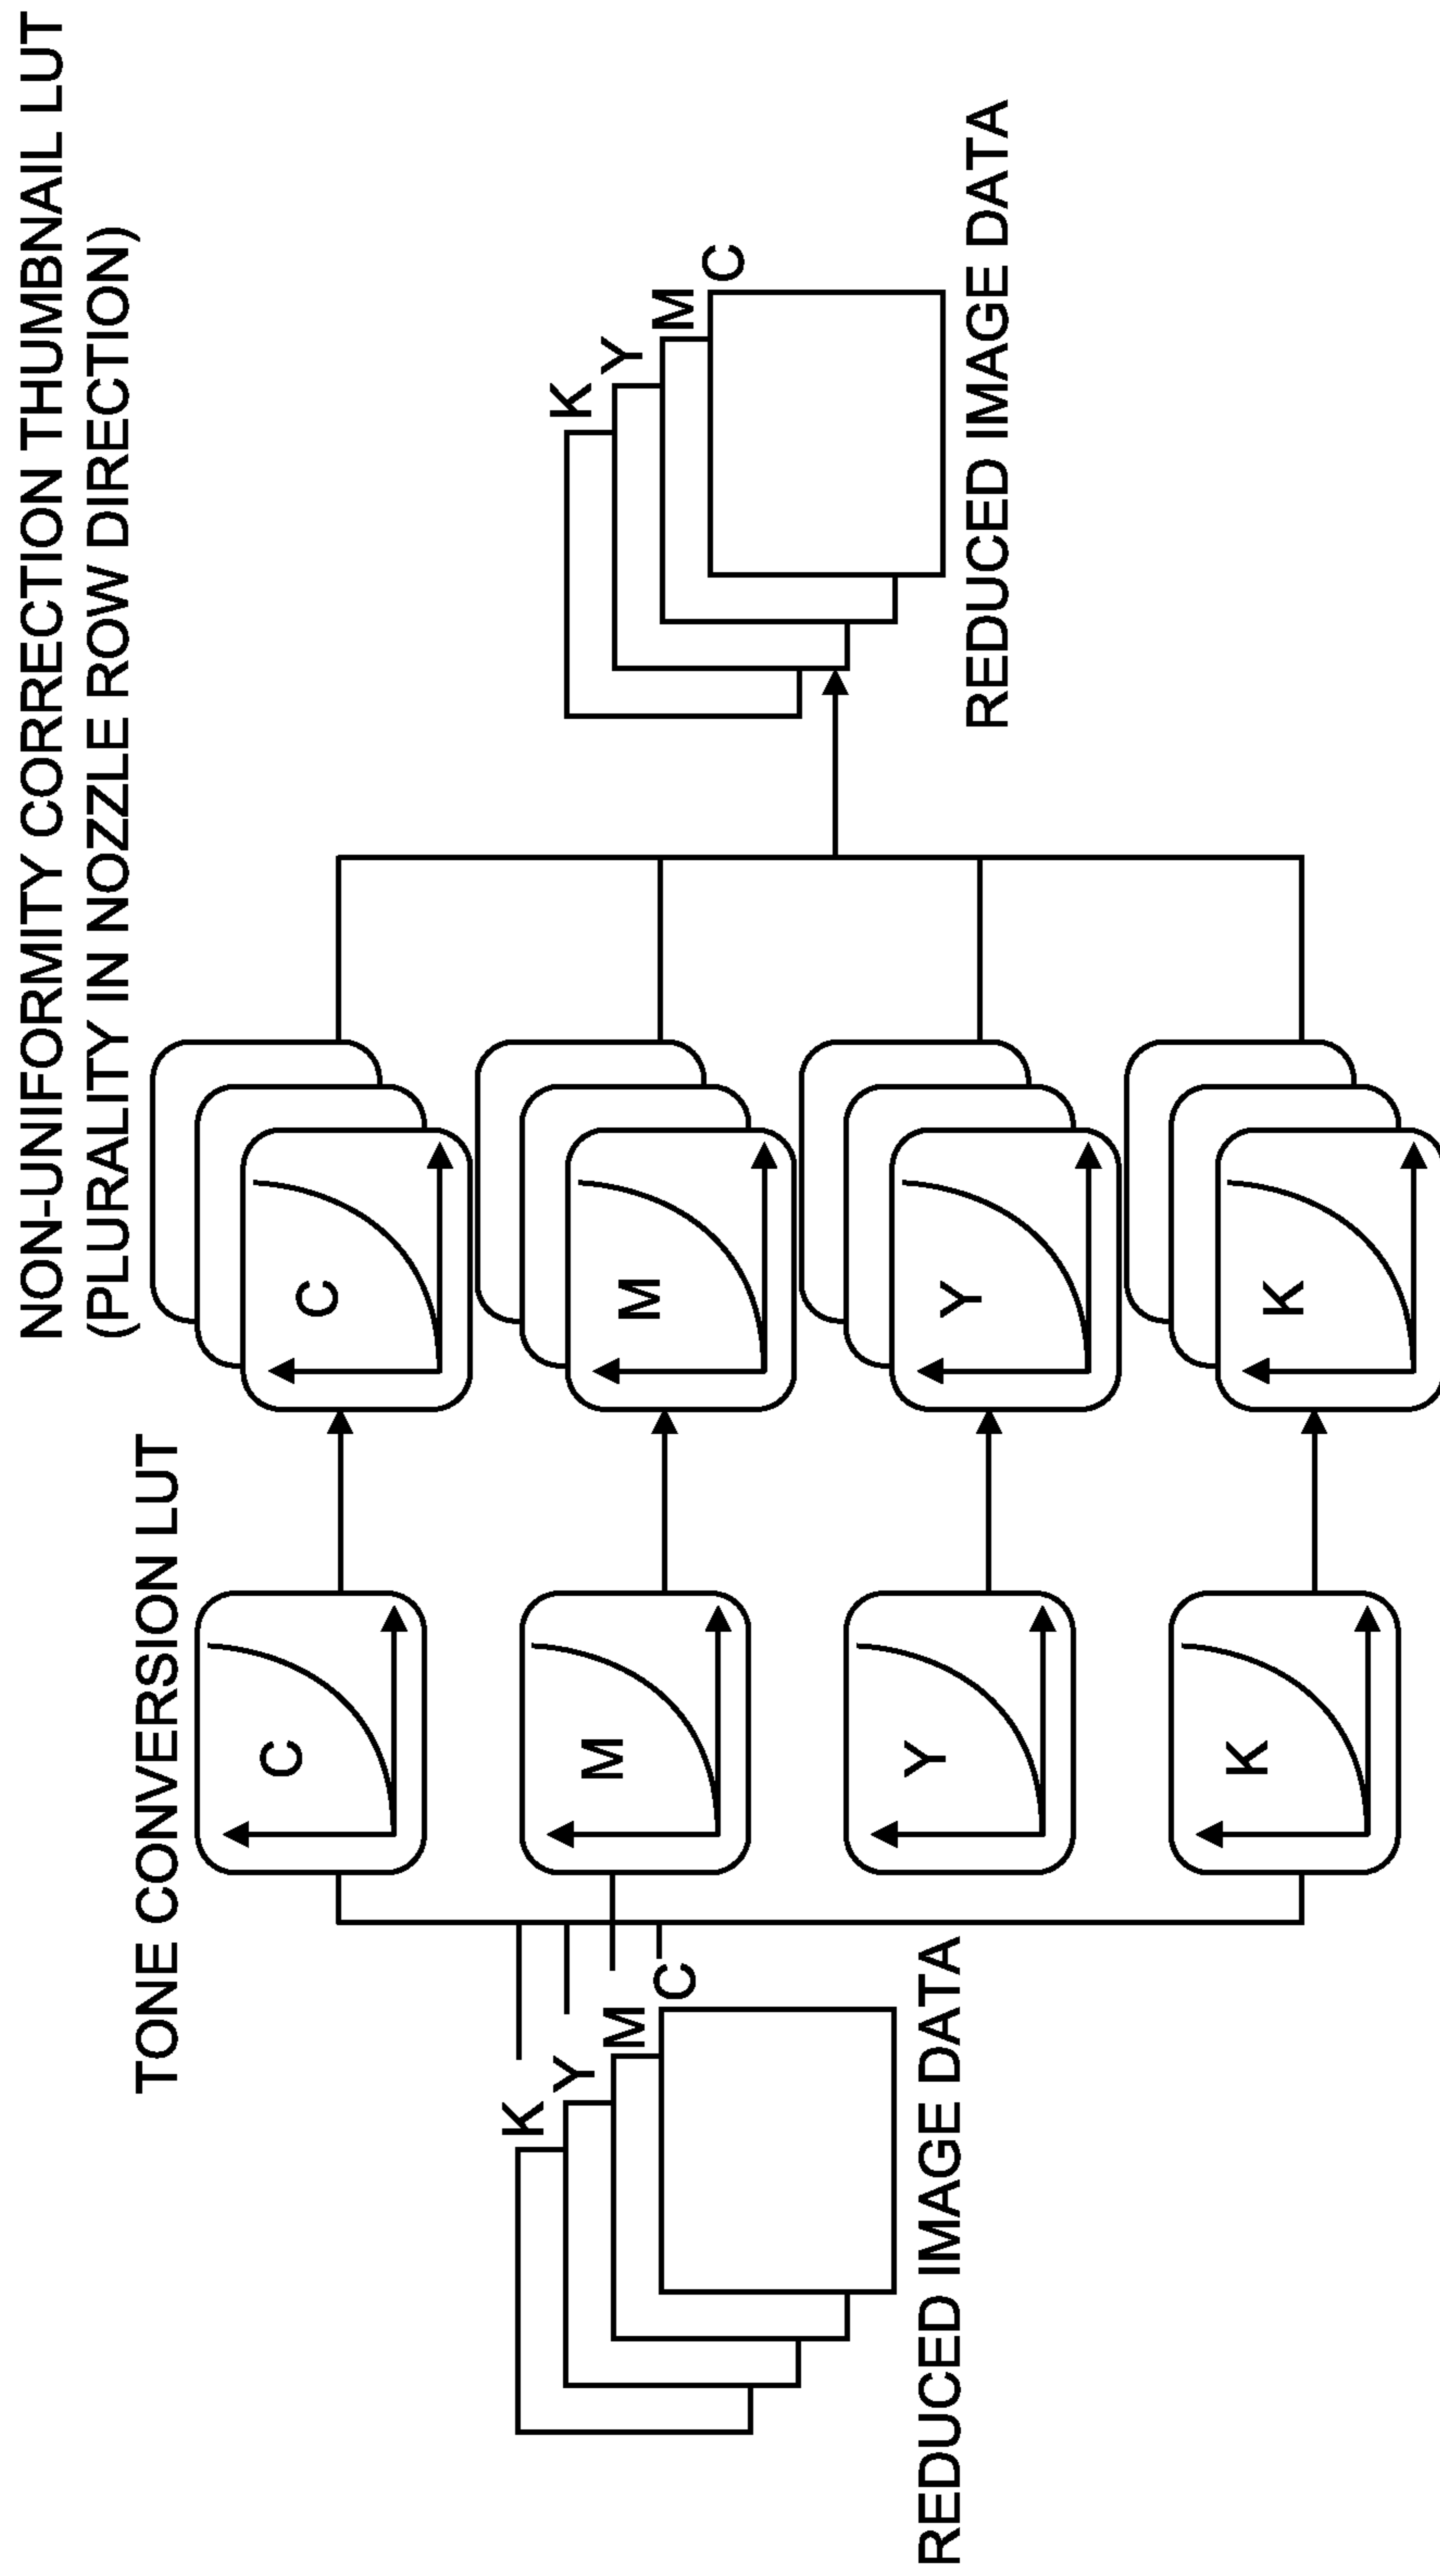 NON-UNIFORMITY CORRECTION THUMBNAIL LUT
(PLURALITY IN NOZZLE ROW DIRECTION)
TONE CONVERSION LUT
K
Y
M
C
REDUCED IMAGE DATA
C
M
Y
K
C
M
Y
K
K
Y
M
C
REDUCED IMAGE DATA